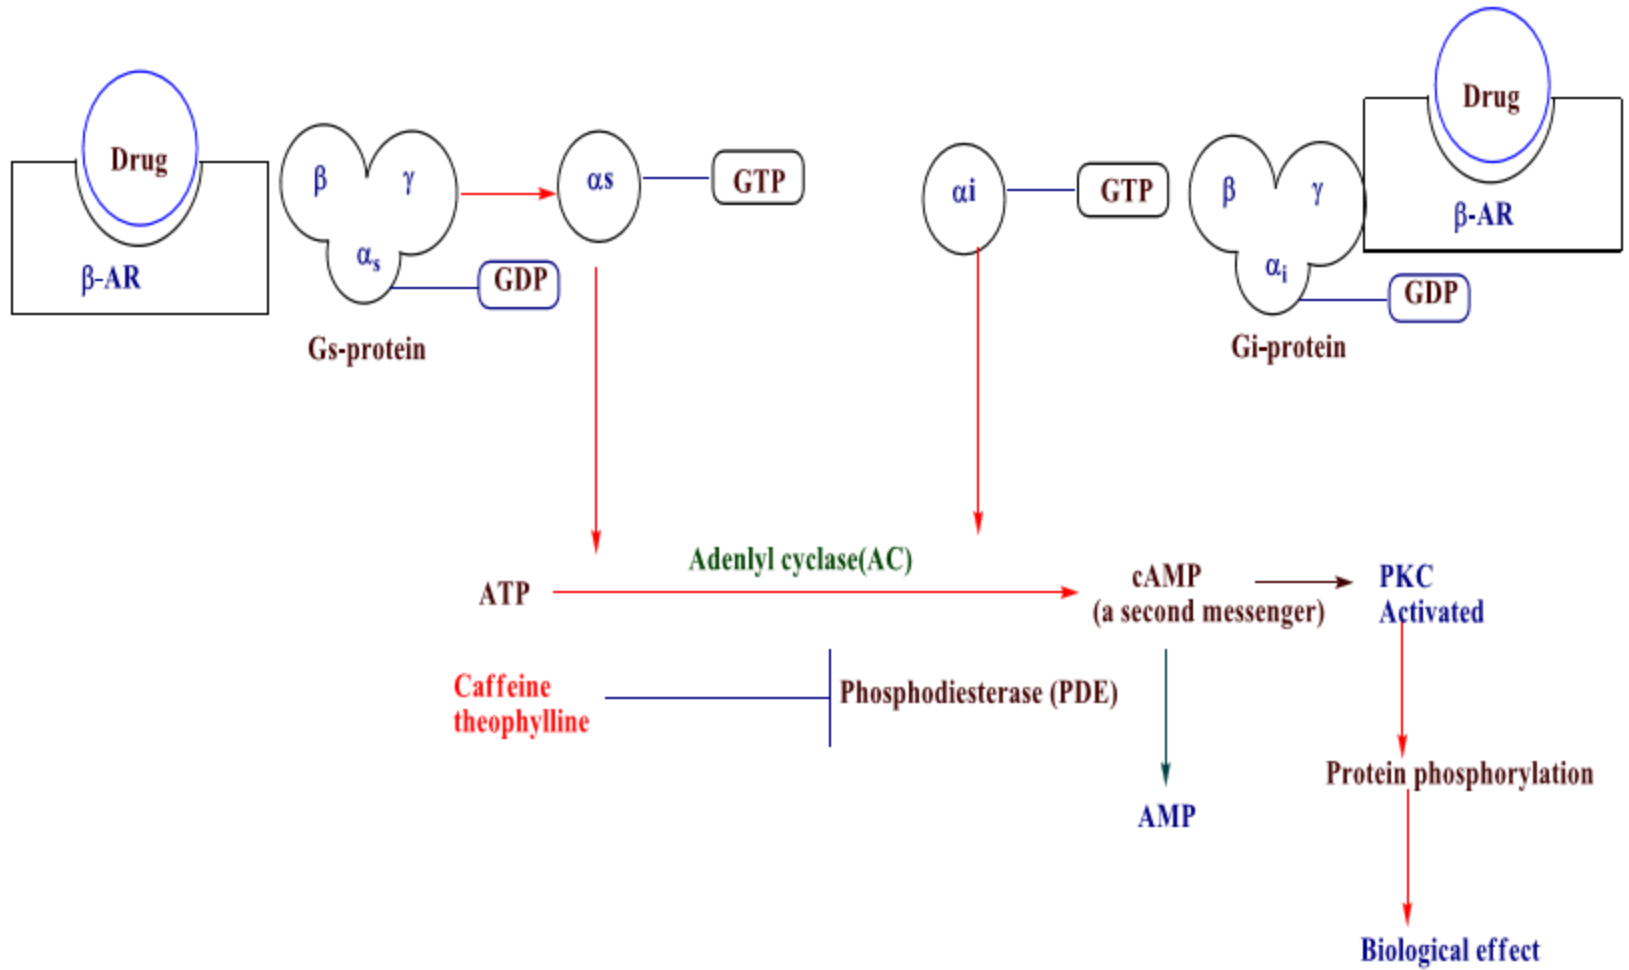 Drug
β-AR
β
γ
αs
GDP
Gs-protein
αs
GTP
αi
GTP
β
γ
αi
GDP
Gi-protein
Drug
β-AR
ATP
Adenlyl cyclase(AC)
cAMP
(a second messenger)
PKC
Activated
Caffeine
theophylline
Phosphodiesterase (PDE)
AMP
Protein phosphorylation
Biological effect